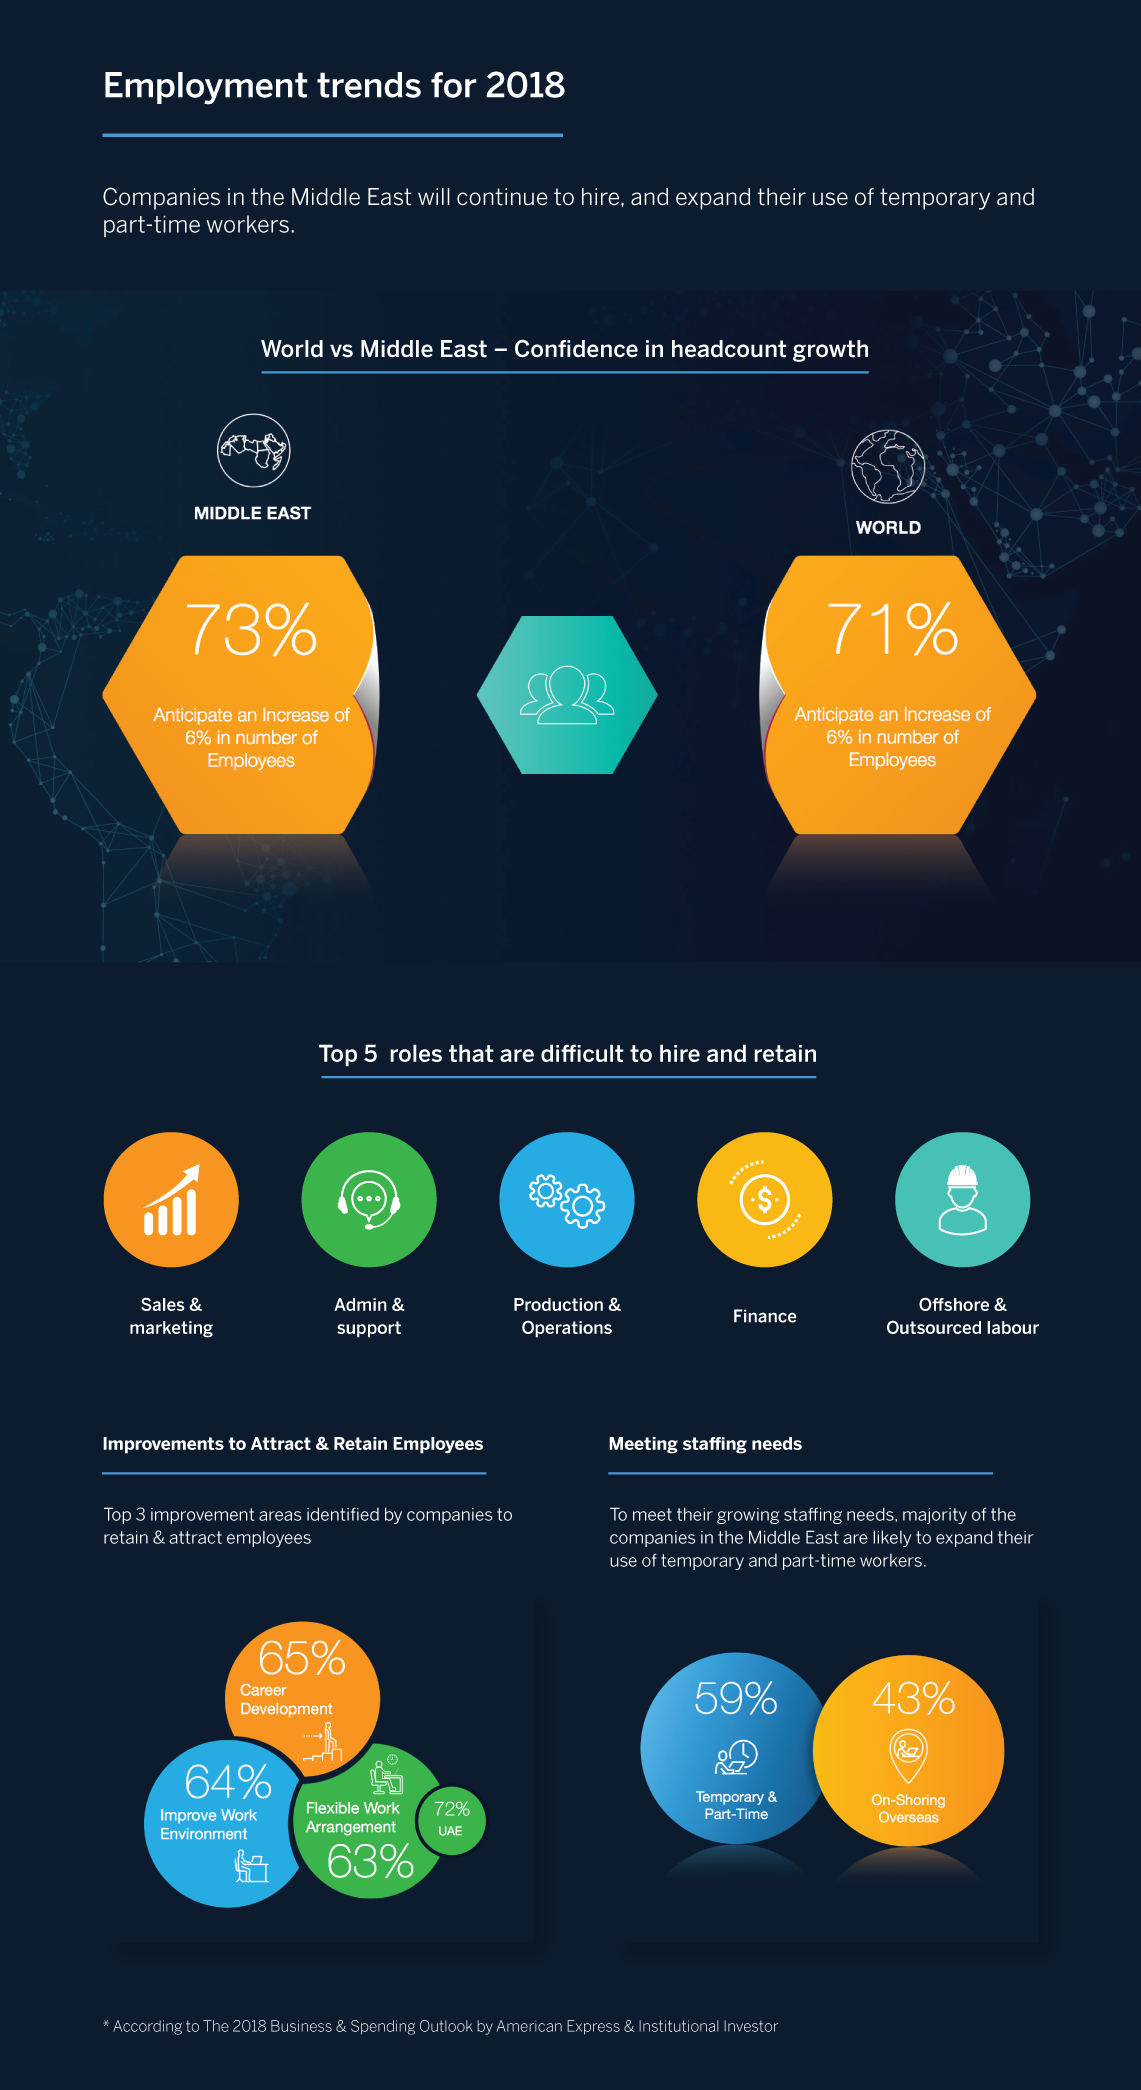 Employment trends for 2018
Companies in the Middle East will continue to hire, and expand their use of temporary and
part-time workers.
World vs Middle East – Confidence in headcount growth
MIDDLE EAST
73%
Anticipate an Increase of
6% in number of
Employees
WORLD
71%
Anticipate an Increase of
6% in number of
Employees
Top 5 roles that are difficult to hire and retain
Sales &
marketing
Admin &
support
Production &
Operations
Finance
Offshore &
Outsourced labour
Improvements to Attract & Retain Employees
Top 3 improvement areas identified by companies to
retain & attract employees
65%
Career
Development
64%
Improve Work
Environment
Flexible Work
Arrangement
63%
72%
UAE
Meeting staffing needs
To meet their growing staffing needs, majority of the
companies in the Middle East are likely to expand their
use of temporary and part-time workers.
59%
Temporary &
Part-Time
43%
On-Shoring
Overseas
* According to The 2018 Business & Spending Outlook by American Express & Institutional Investor